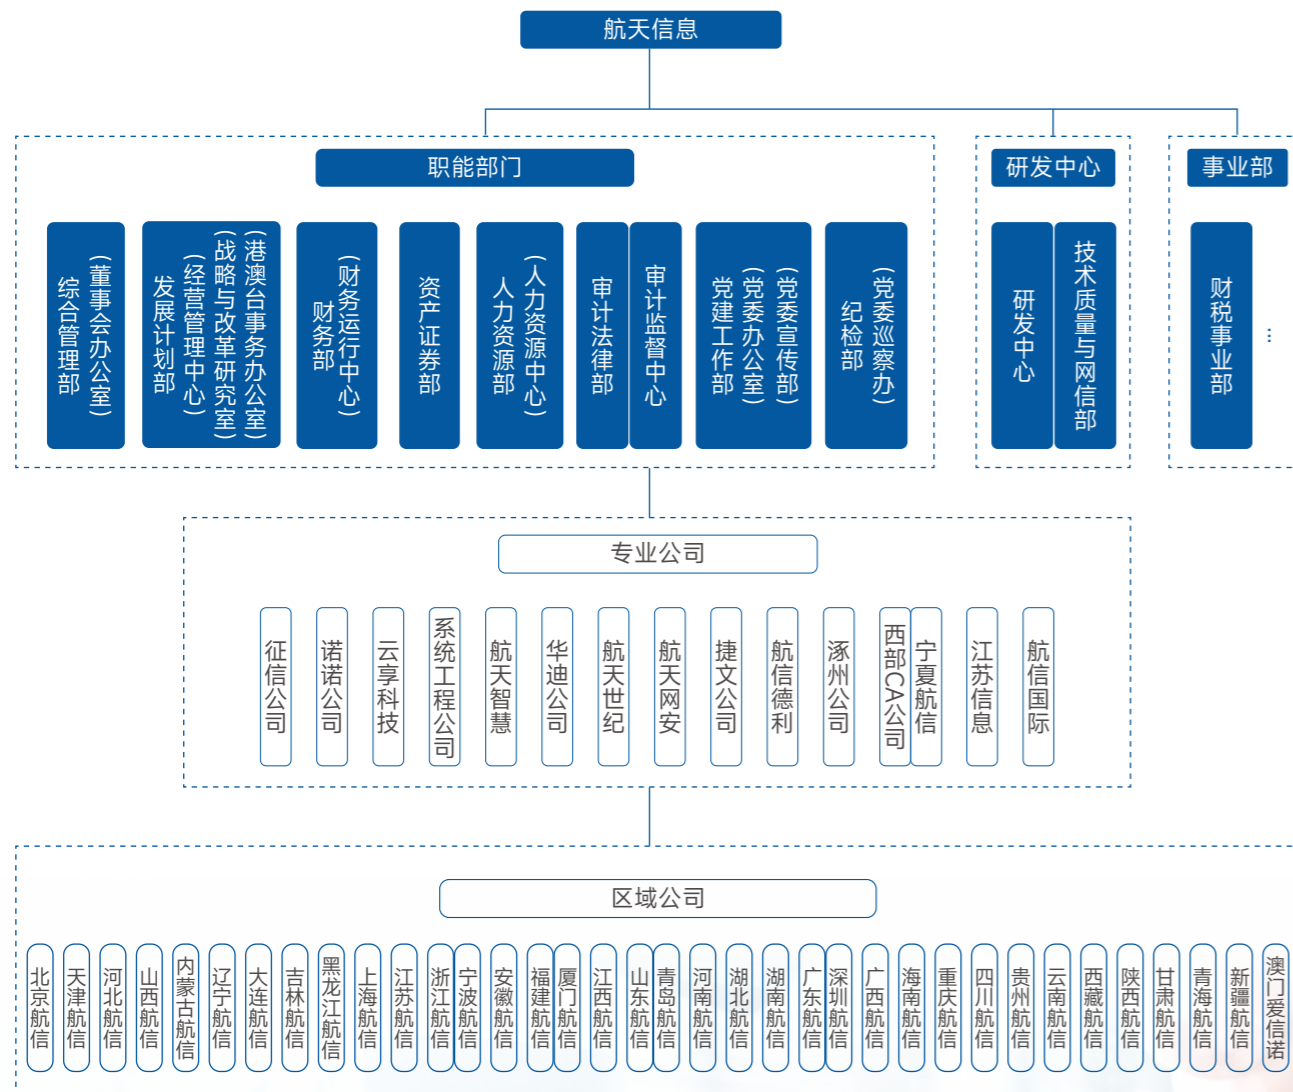 航天信息
职能部门
研发中心
事业部
综合管理部
(董事会办公室)
发展计划部
(经营管理中心)
(战略与改革研究室)
(港澳台事务办公室)
财务部
(财务运行中心)
资产证券部
人力资源部
(人力资源中心)
审计法律部
审计监督中心
党建工作部
(党委办公室)
(党委宣传部)
纪检部
(党委巡察办)
研发中心
技术质量与网信部
财税事业部
...
专业公司
征信公司
诺诺公司
云享科技
系统工程公司
航天智慧
华迪公司
航天世纪
航天网安
捷文公司
航信德利
涿州公司
西部CA公司
宁夏航信
江苏信息
航信国际
区域公司
北京航信
天津航信
河北航信
山西航信
内蒙古航信
辽宁航信
大连航信
吉林航信
黑龙江航信
上海航信
江苏航信
浙江航信
宁波航信
安徽航信
福建航信
厦门航信
江西航信
山东航信
青岛航信
河南航信
湖北航信
湖南航信
广东航信
深圳航信
广西航信
海南航信
重庆航信
四川航信
贵州航信
云南航信
西藏航信
陕西航信
甘肃航信
青海航信
新疆航信
澳门爱信诺